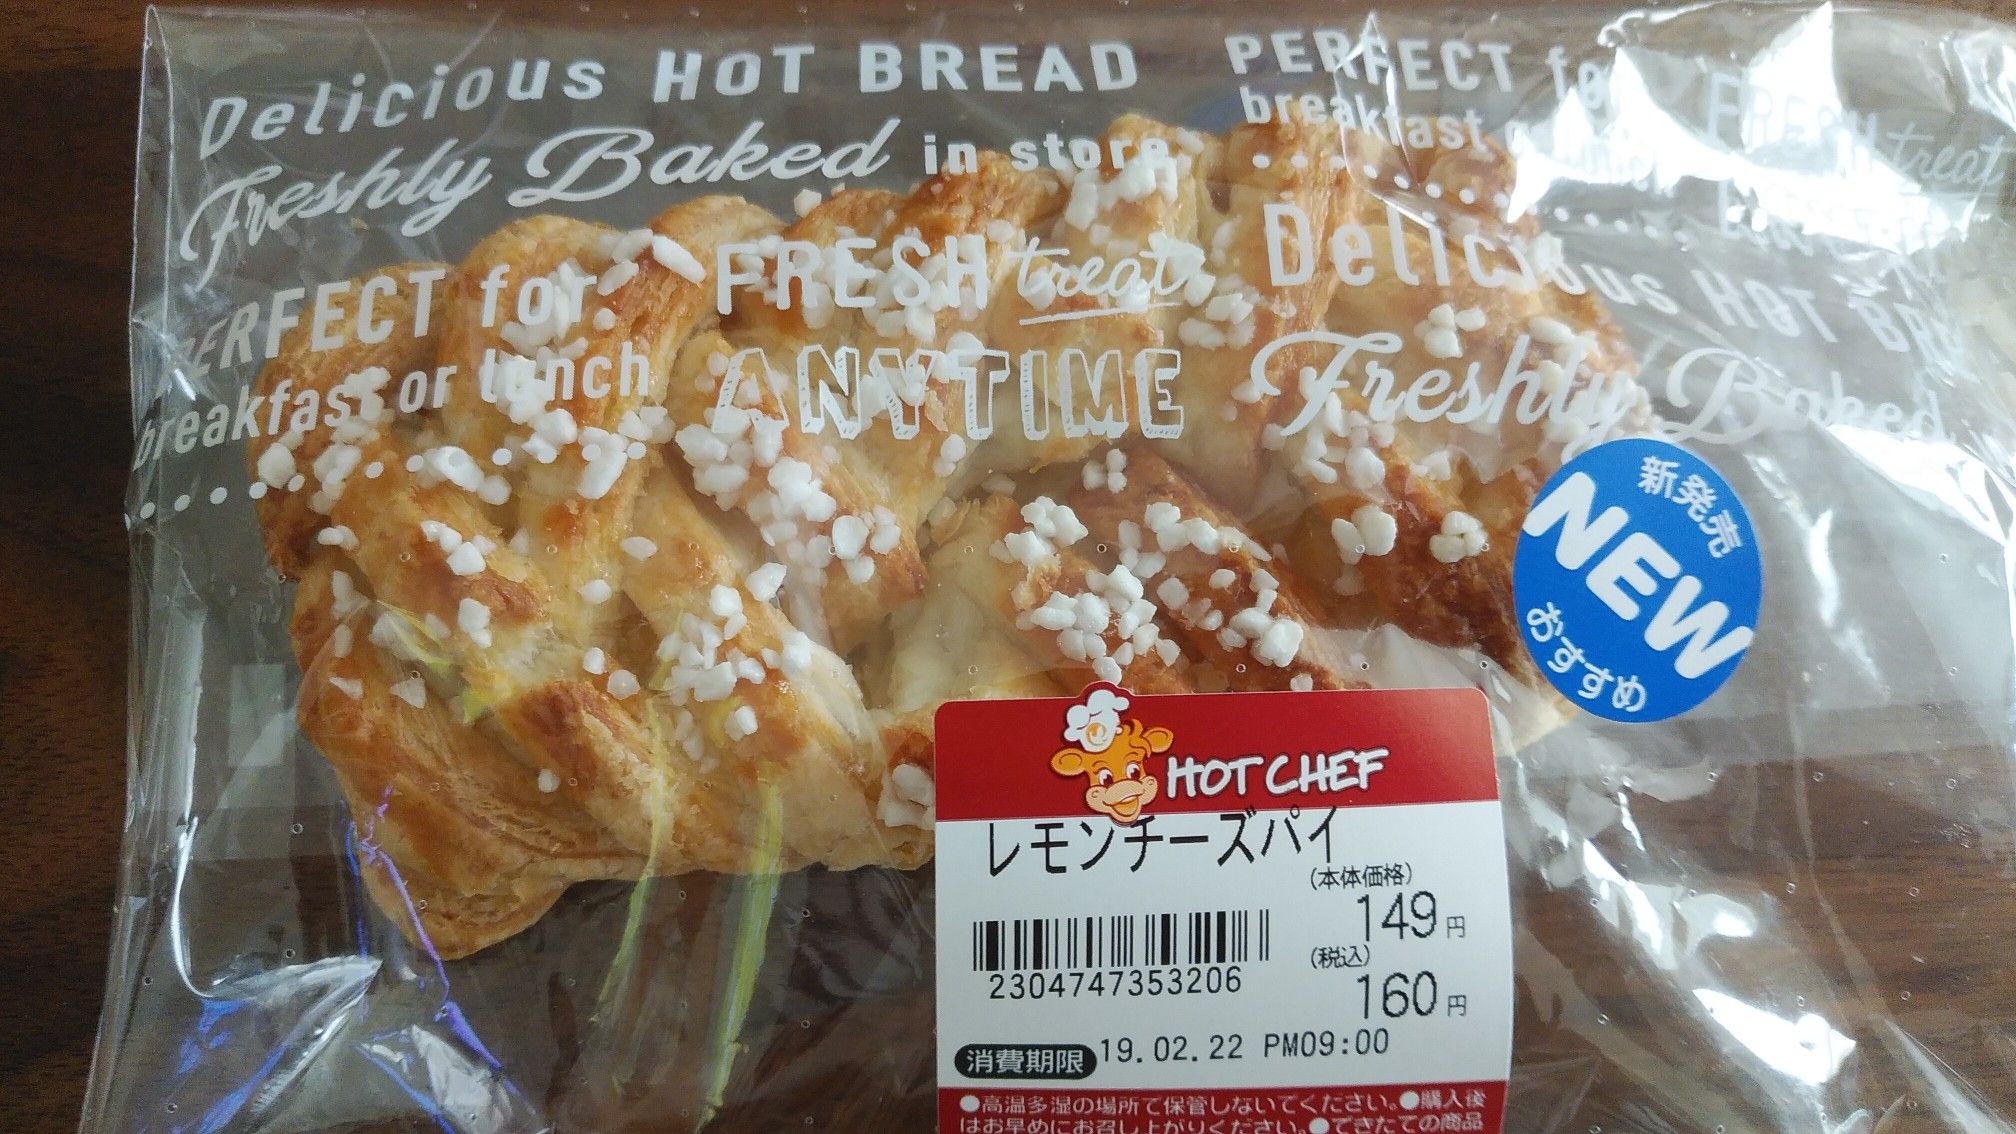 Delicious HOT BREAD
Freshly Baked in store
PERFECT for
breakfast or lunch
FRESH treat
ANYTIME
PERFECT for
breakfast
FRESH treat
Delicious HOT
Freshly Baked
新発売
NEW
おすすめ
HOT CHEF
レモンチーズパイ
(本体価格)
149円
(税込)
160円
2304747353206
消費期限 19.02.22 PM09:00
●高温多湿の場所で保管しないでください。●購入後
はお早めにお召し上がりください。●できたての商品